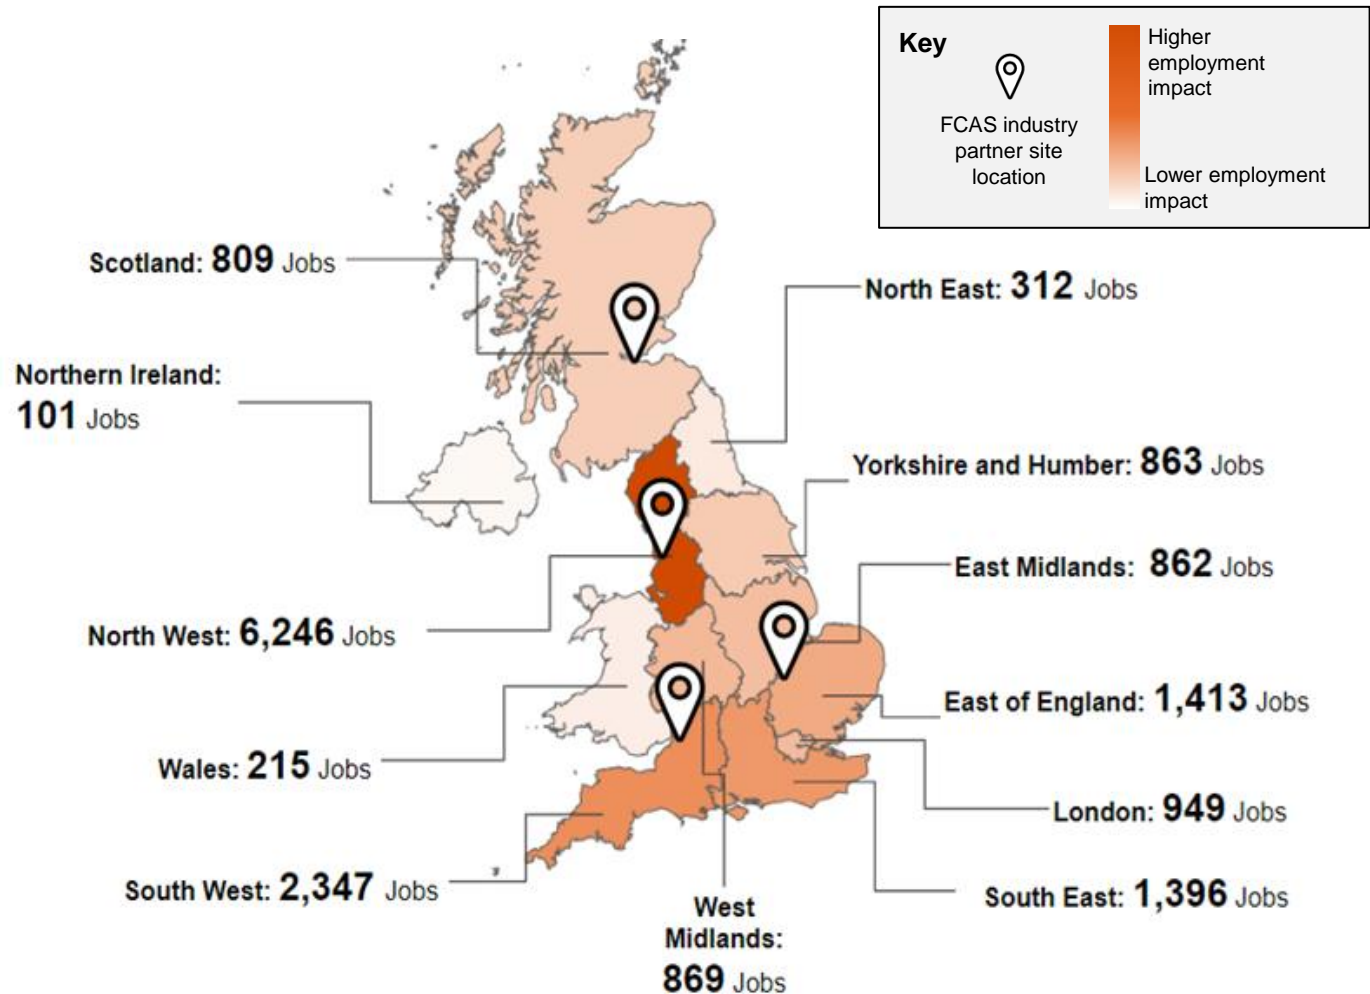 Key
FCAS industry
partner site
location
Higher
employment
impact
Lower employment
impact
Scotland: 809 Jobs
North East: 312 Jobs
Northern Ireland:
101 Jobs
Yorkshire and Humber: 863 Jobs
East Midlands: 862 Jobs
North West: 6,246 Jobs
East of England: 1,413 Jobs
Wales: 215 Jobs
London: 949 Jobs
South West: 2,347 Jobs
South East: 1,396 Jobs
West
Midlands:
869 Jobs